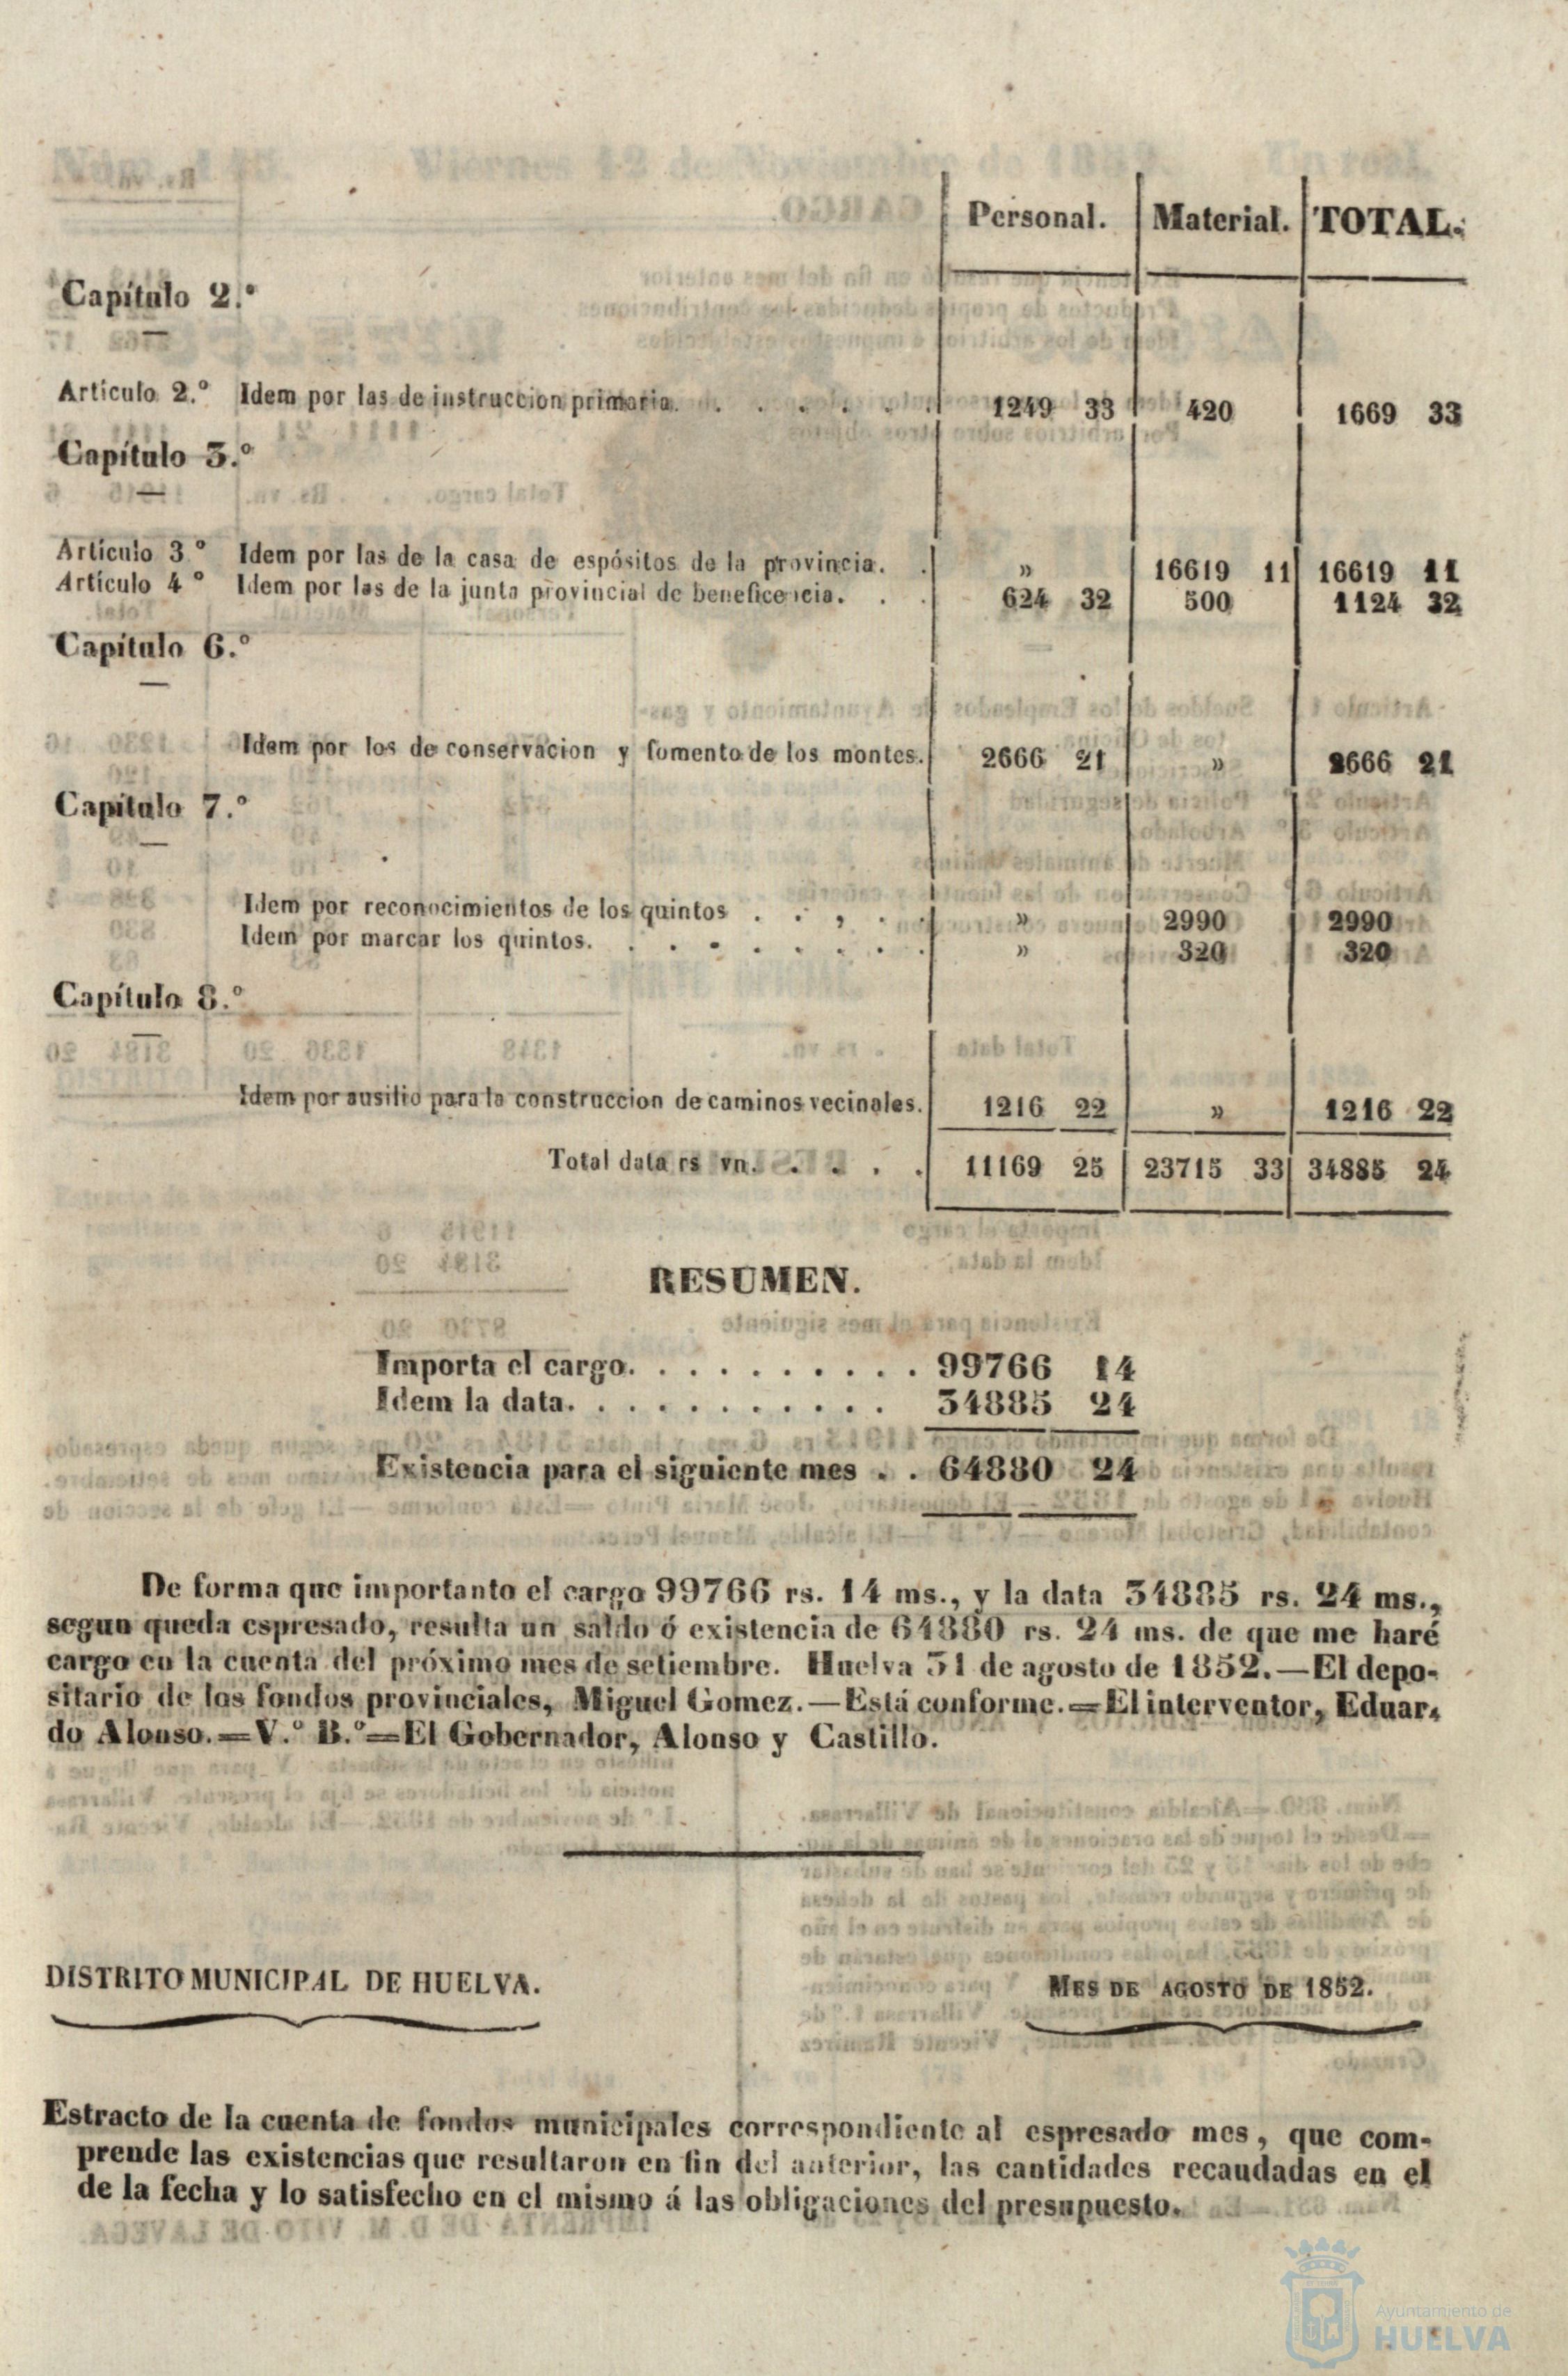 Personal. Material. TOTAL.
Capítulo 2.º
Artículo 2.º Idem por las de instruccion primaria. . . . . . . 1249 33 420 1669 33
Capítulo 3.º
Artículo 3º Idem por las de la casa de espósitos de la provincia. . » 16619 11 16619 11
Artículo 4º Idem por las de la junta provincial de beneficencia. . . 624 32 500 1124 32
Capítulo 6.º
Idem por los de conservacion y fomento de los montes. 2666 21 » 2666 21
Capítulo 7.º
Idem por reconocimientos de los quintos . . , . . » 2990 2990
Idem por marcar los quintos. . . . . . . . . » 320 320
Capítulo 8.º
Idem por ausilio para la construccion de caminos vecinales. 1216 22 » 1216 22
Total data rs vn. . . . . 11169 25 23715 33 34885 24
RESUMEN.
Importa el cargo. . . . . . . . . . . 99766 14
Idem la data. . . . . . . . . . . . 34885 24
Existencia para el siguiente mes . . 64880 24
De forma que importanto el cargo 99766 rs. 14 ms., y la data 34885 rs. 24 ms.,
segun queda espresado, resulta un saldo ó existencia de 64880 rs. 24 ms. de que me haré
cargo en la cuenta del próximo mes de setiembre. Huelva 31 de agosto de 1852.—El depo-
sitario de los fondos provinciales, Miguel Gomez.—Está conforme.=El interventor, Eduar-
do Alonso.=V.º B.º=El Gobernador, Alonso y Castillo.
DISTRITO MUNICIPAL DE HUELVA. MES DE AGOSTO DE 1852.
Estracto de la cuenta de fondos municipales correspondiente al espresado mes, que com-
prende las existencias que resultaron en fin del anterior, las cantidades recaudadas en el
de la fecha y lo satisfecho en el mismo á las obligaciones del presupuesto.
Ayuntamiento de
HUELVA